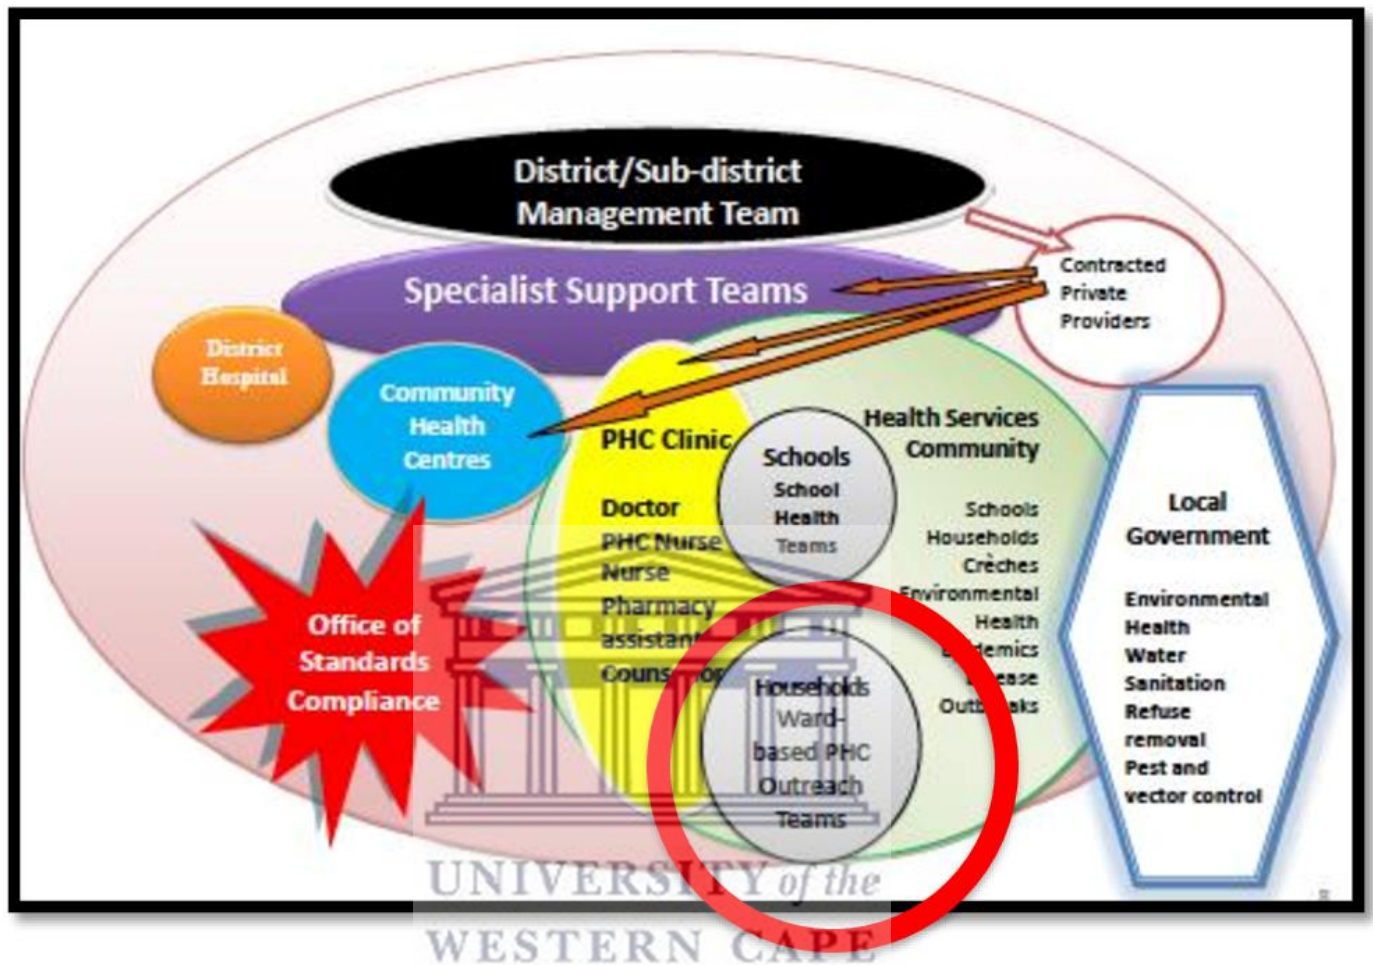 District/Sub-district
Management Team
Specialist Support Teams
Contracted
Private
Providers
District
Hospital
Community
Health
Centres
PHC Clinic
Doctor
PHC Nurse
Nurse
Pharmacy
assistant
Schools
School
Health
Teams
Health Services
Community
Schools
Households
Crèches
Environmental
Health
Households
Ward-
based PHC
Outreach
Teams
Local
Government
Environmental
Health
Water
Sanitation
Refuse
removal
Pest and
vector control
Office of
Standards
Compliance
UNIVERSITY of the
WESTERN CAPE